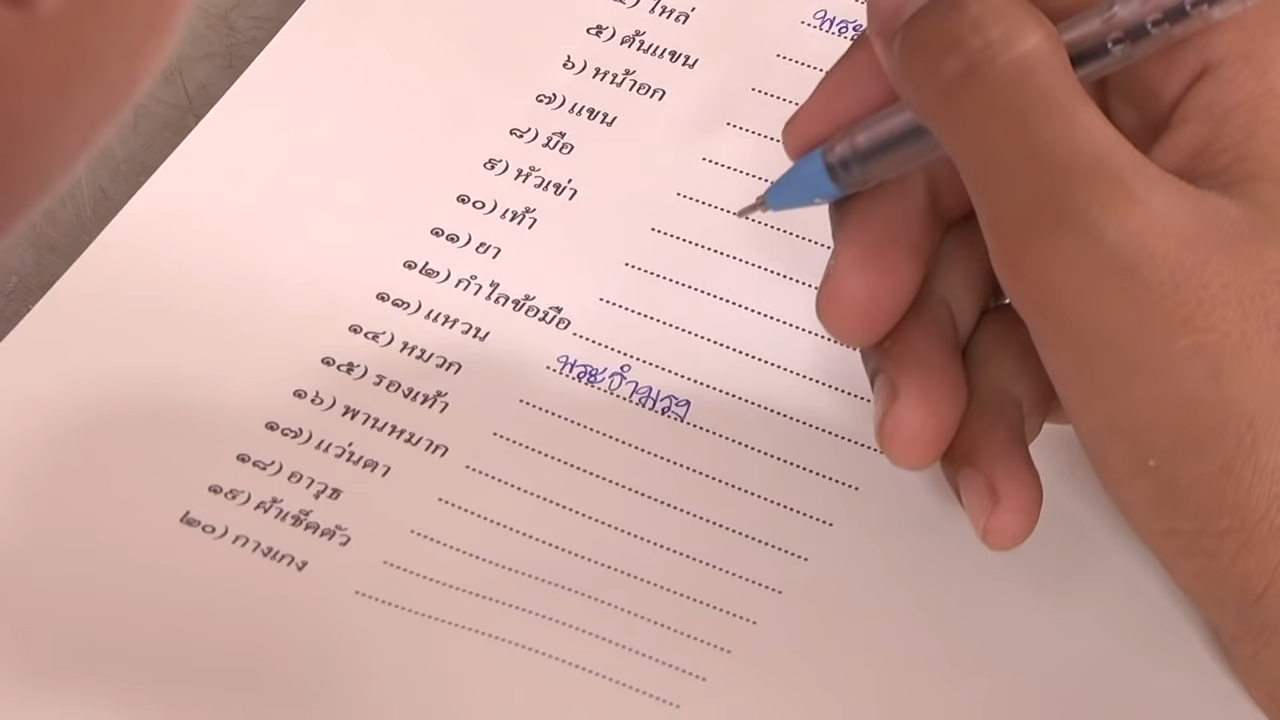 พระ
๔) ไหล่
๕) ต้นแขน
๖) หน้าอก
๗) แขน
๘) มือ
๙) หัวเข่า
๑๐) เท้า
๑๑) ยา
๑๒) กำไลข้อมือ
๑๓) แหวน พระธำมรง
๑๔) หมวก
๑๕) รองเท้า
๑๖) พานหมาก
๑๗) แว่นตา
๑๘) อาวุธ
๑๙) ผ้าเช็ดตัว
๒๐) กางเกง